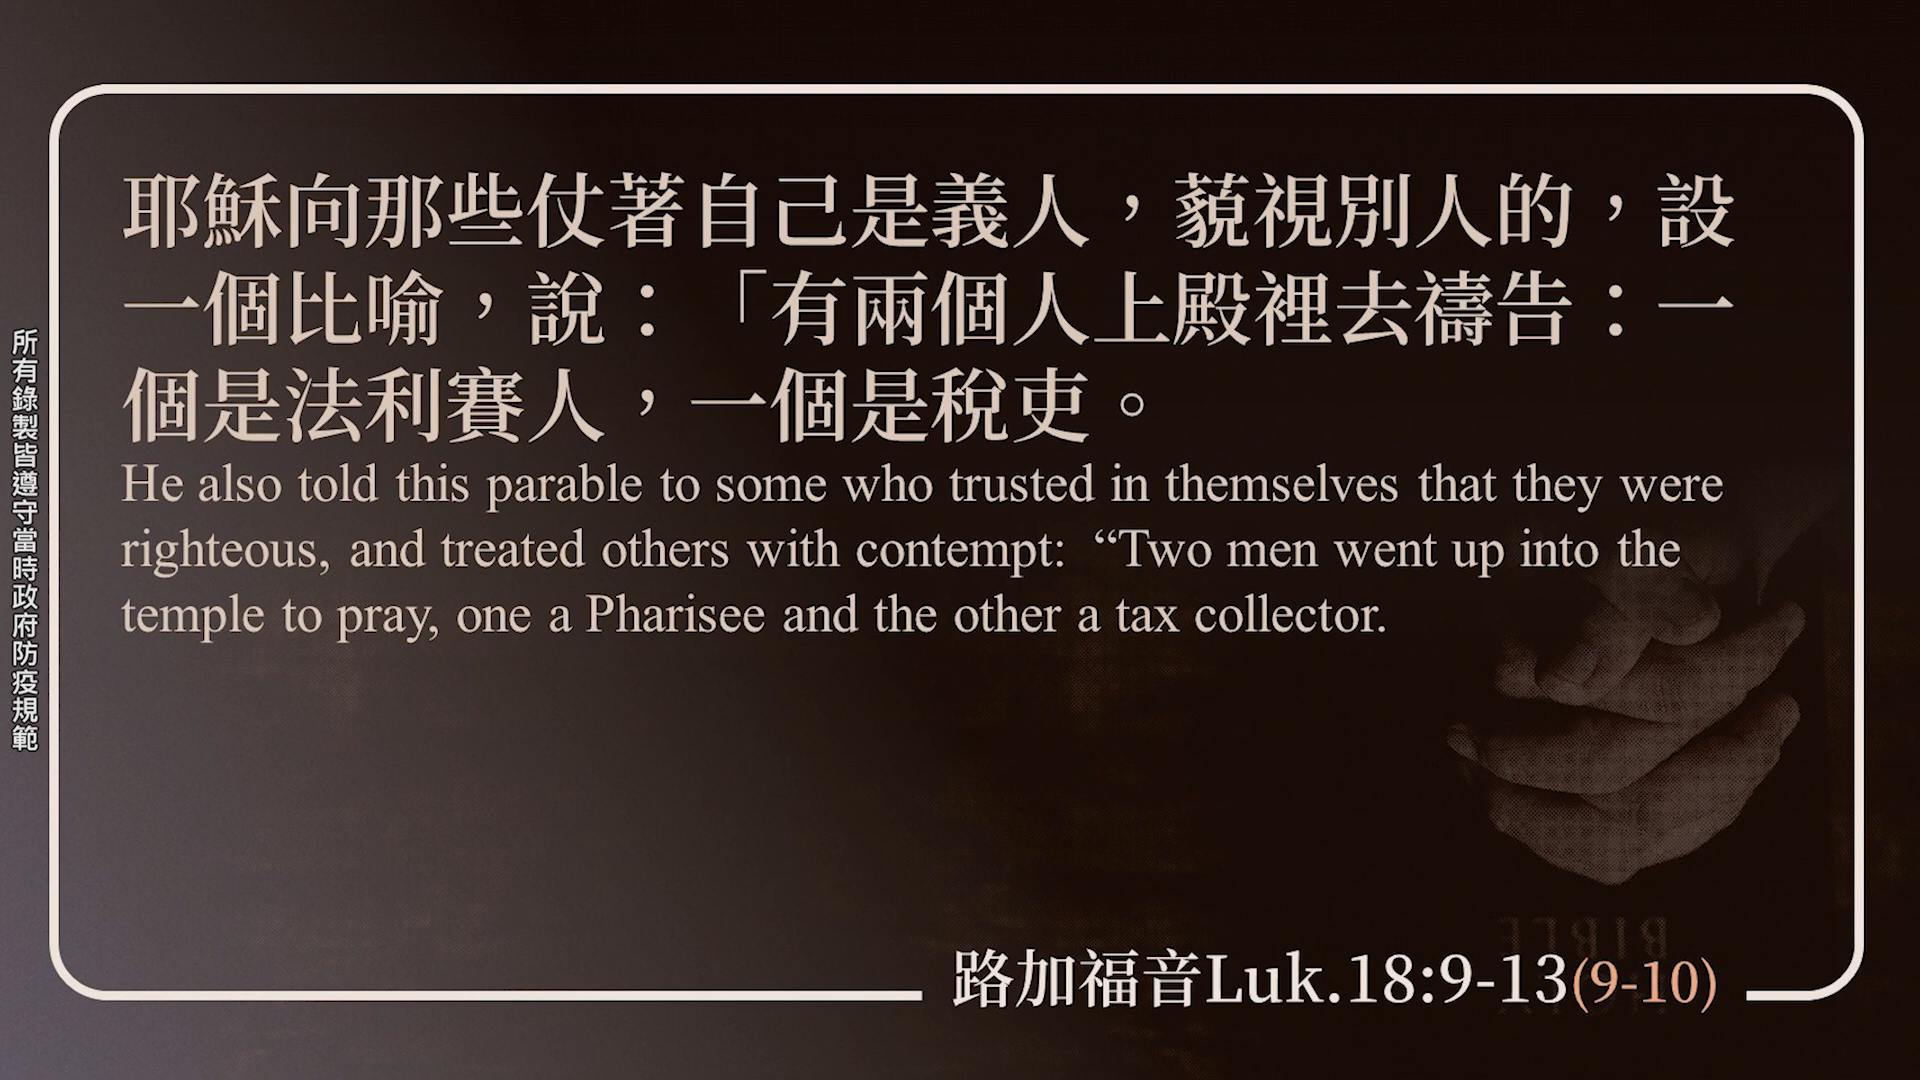 耶穌向那些仗著自己是義人，藐視別人的，設
一個比喻，說：「有兩個人上殿裡去禱告：一
個是法利賽人，一個是稅吏。
He also told this parable to some who trusted in themselves that they were
righteous, and treated others with contempt: “Two men went up into the
temple to pray, one a Pharisee and the other a tax collector.
路加福音Luk.18:9-13(9-10)
所有錄製皆遵守當時政府防疫規範
BIBLE